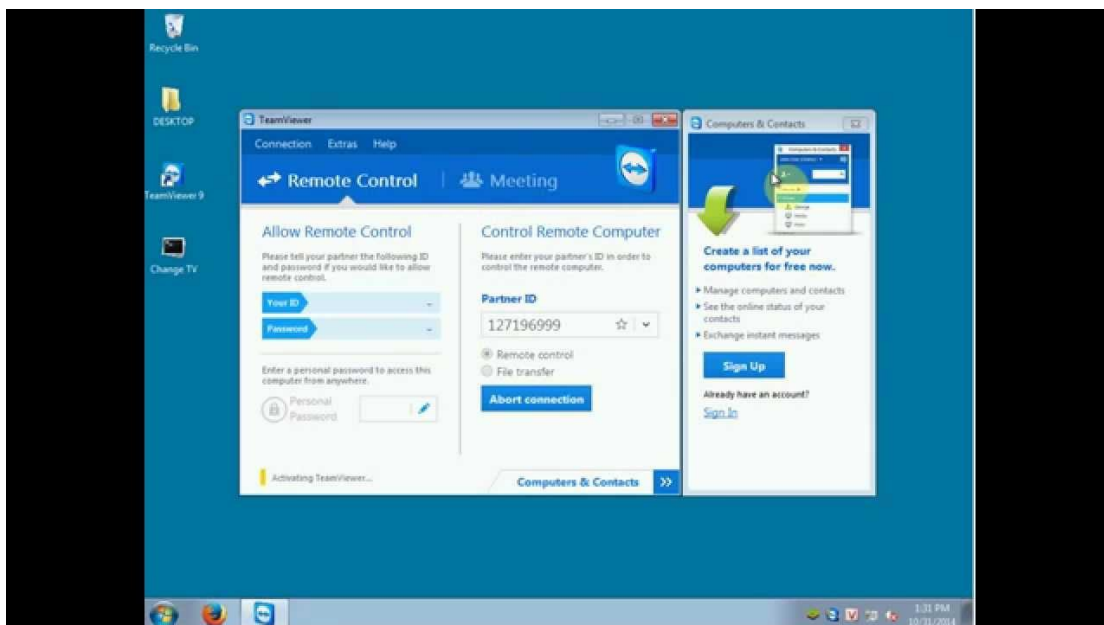 Recycle Bin
DESKTOP
TeamViewer 9
Change TV
TeamViewer
Connection Extras Help
Remote Control
Meeting
Allow Remote Control
Please tell your partner the following ID
and password if you would like to allow
remote control.
Your ID -
Password -
Enter a personal password to access this
computer from anywhere.
Personal
Password
Activating TeamViewer...
Control Remote Computer
Please enter your partner's ID in order to
control the remote computer.
Partner ID
127196999
Remote control
File transfer
Abort connection
Computers & Contacts
Computers & Contacts
Create a list of your
computers for free now.
Manage computers and contacts
See the online status of your
contacts
Exchange instant messages
Sign Up
Already have an account?
Sign In
1:31 PM
10/31/2014